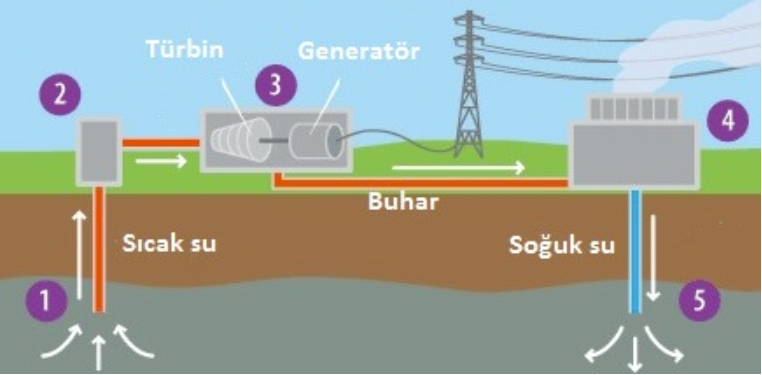 Türbin
Generatör
2
3
4
Buhar
Sıcak su
Soğuk su
1
5